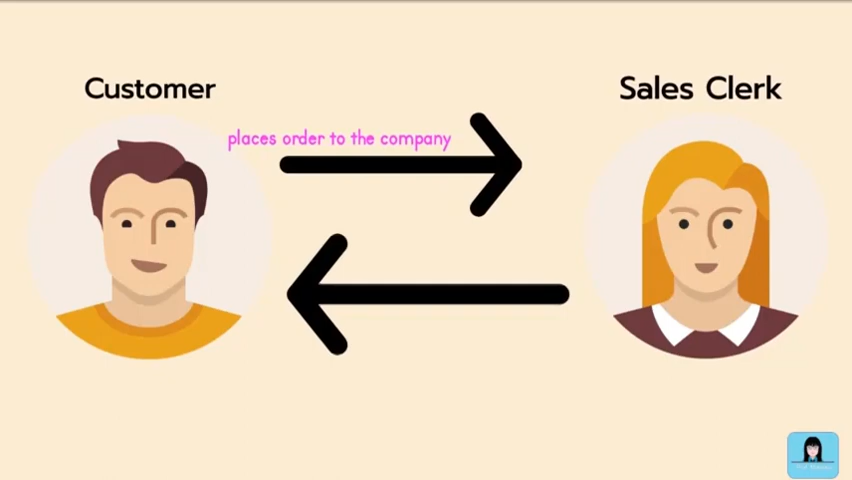 Customer
Sales Clerk
places order to the company